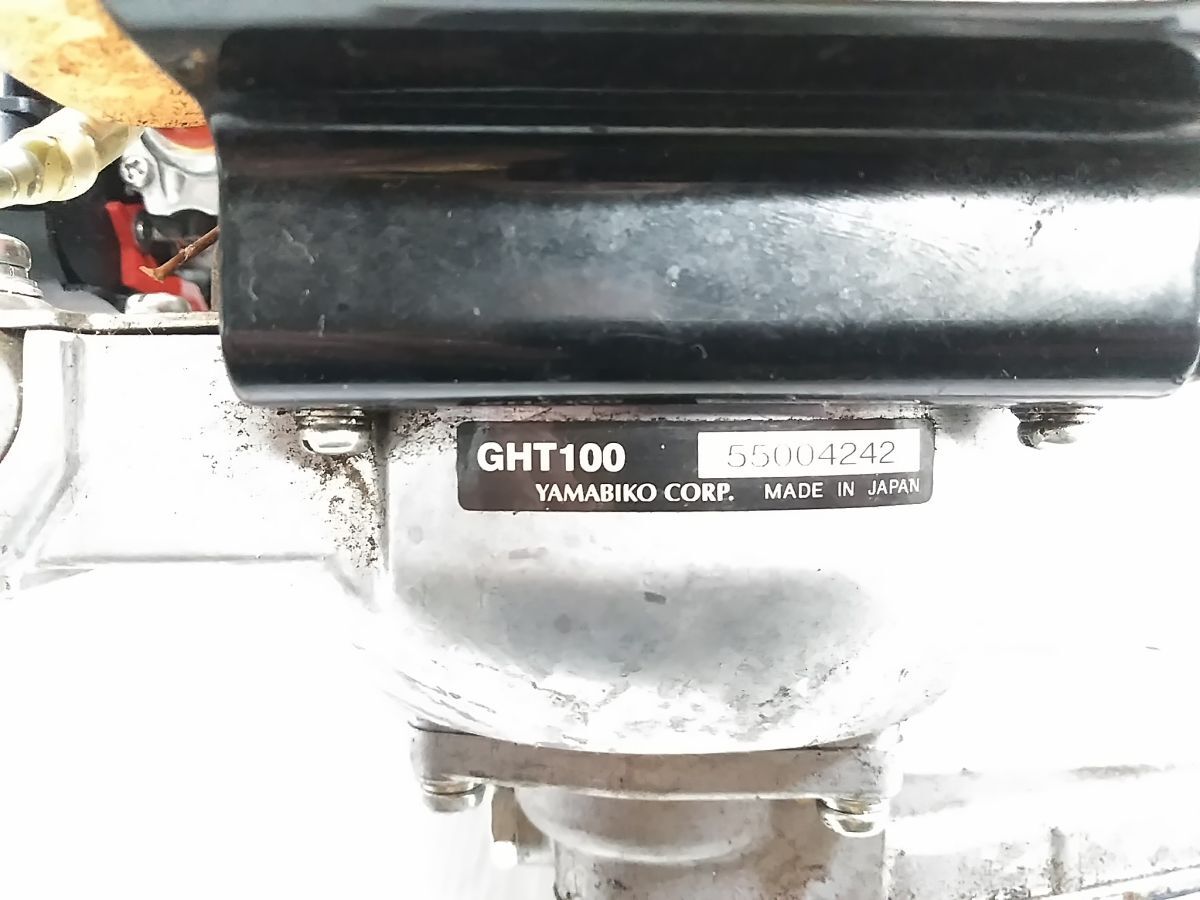 GHT100 55004242
YAMABIKO CORP. MADE IN JAPAN